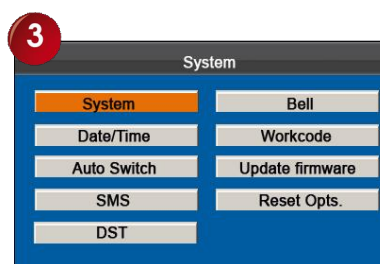 3
System
System
Bell
Date/Time
Workcode
Auto Switch
Update firmware
SMS
Reset Opts.
DST